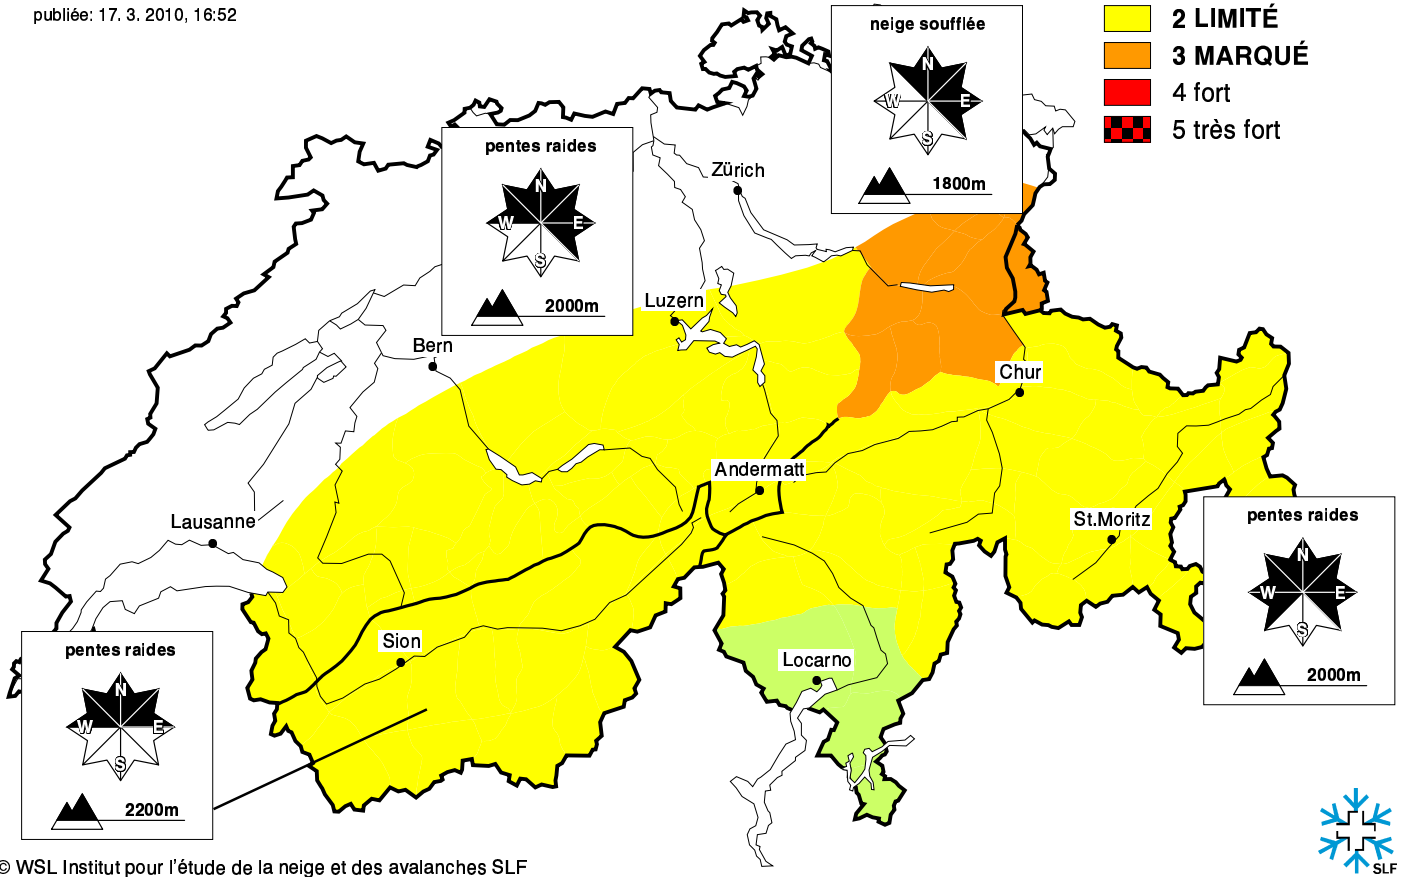 publiée: 17. 3. 2010, 16:52
neige soufflée
N
W E
S
1800m
2 LIMITÉ
3 MARQUÉ
4 fort
5 très fort
pentes raides
N
W E
S
2000m
Zürich
Luzern
Bern
Chur
Andermatt
Lausanne
St.Moritz
Sion
Locarno
pentes raides
N
W E
S
2000m
pentes raides
N
W E
S
2200m
SLF
© WSL Institut pour l'étude de la neige et des avalanches SLF